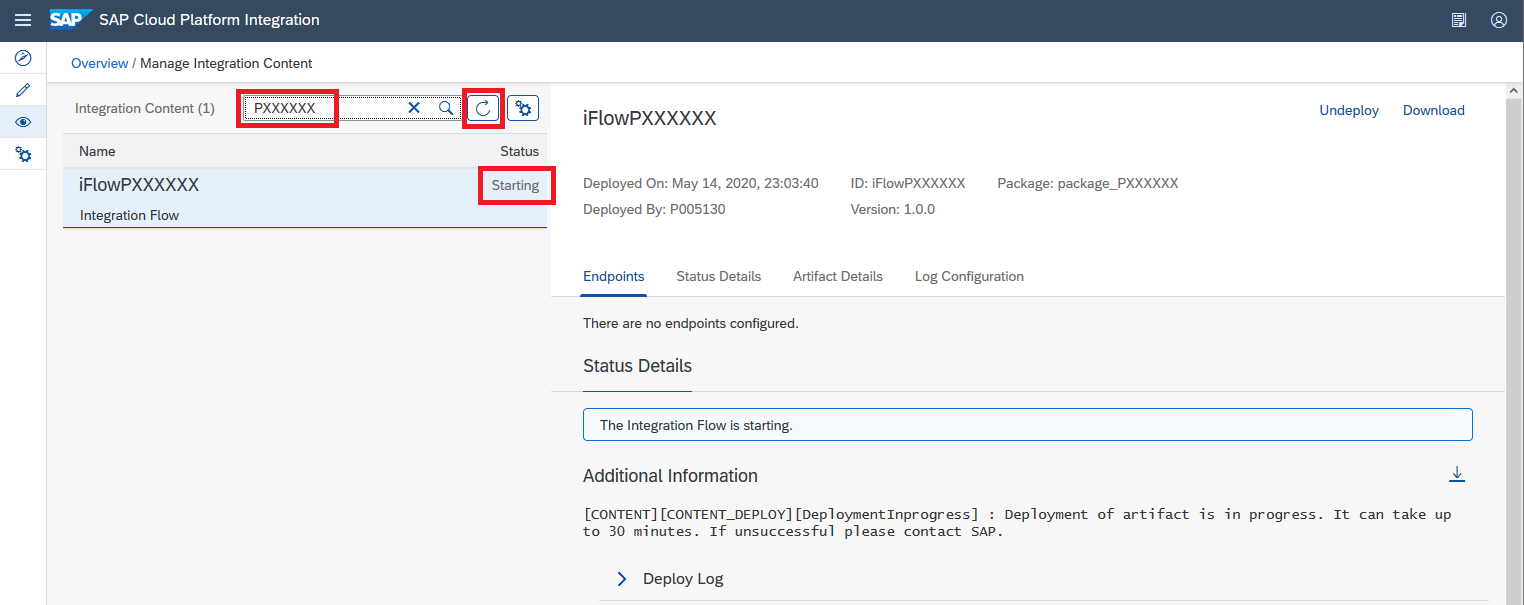 SAP SAP Cloud Platform Integration
Overview / Manage Integration Content
Integration Content (1)
PXXXXXX
Name Status
iFlowPXXXXXX Starting
Integration Flow
iFlowPXXXXXX
Undeploy Download
Deployed On: May 14, 2020, 23:03:40 ID: iFlowPXXXXXX Package: package_PXXXXXX
Deployed By: P005130 Version: 1.0.0
Endpoints Status Details Artifact Details Log Configuration
There are no endpoints configured.
Status Details
The Integration Flow is starting.
Additional Information
[CONTENT][CONTENT_DEPLOY][DeploymentInprogress] : Deployment of artifact is in progress. It can take up
to 30 minutes. If unsuccessful please contact SAP.
Deploy Log